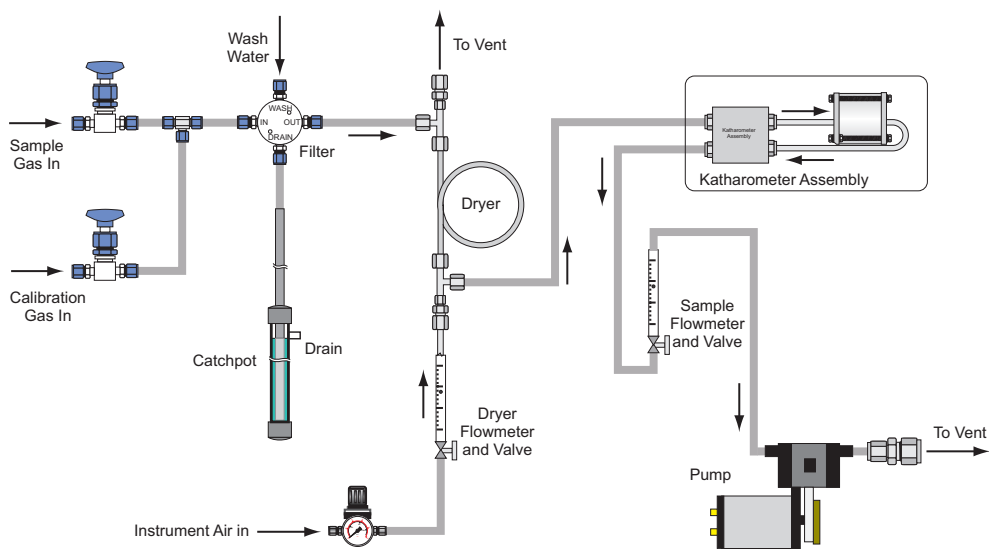 Wash
Water
To Vent
WASH
IN
OUT
DRAIN
Filter
Sample
Gas In
Katharometer
Assembly
Katharometer Assembly
Dryer
Calibration
Gas In
Sample
Flowmeter
and Valve
Drain
Catchpot
Dryer
Flowmeter
and Valve
To Vent
Pump
Instrument Air in